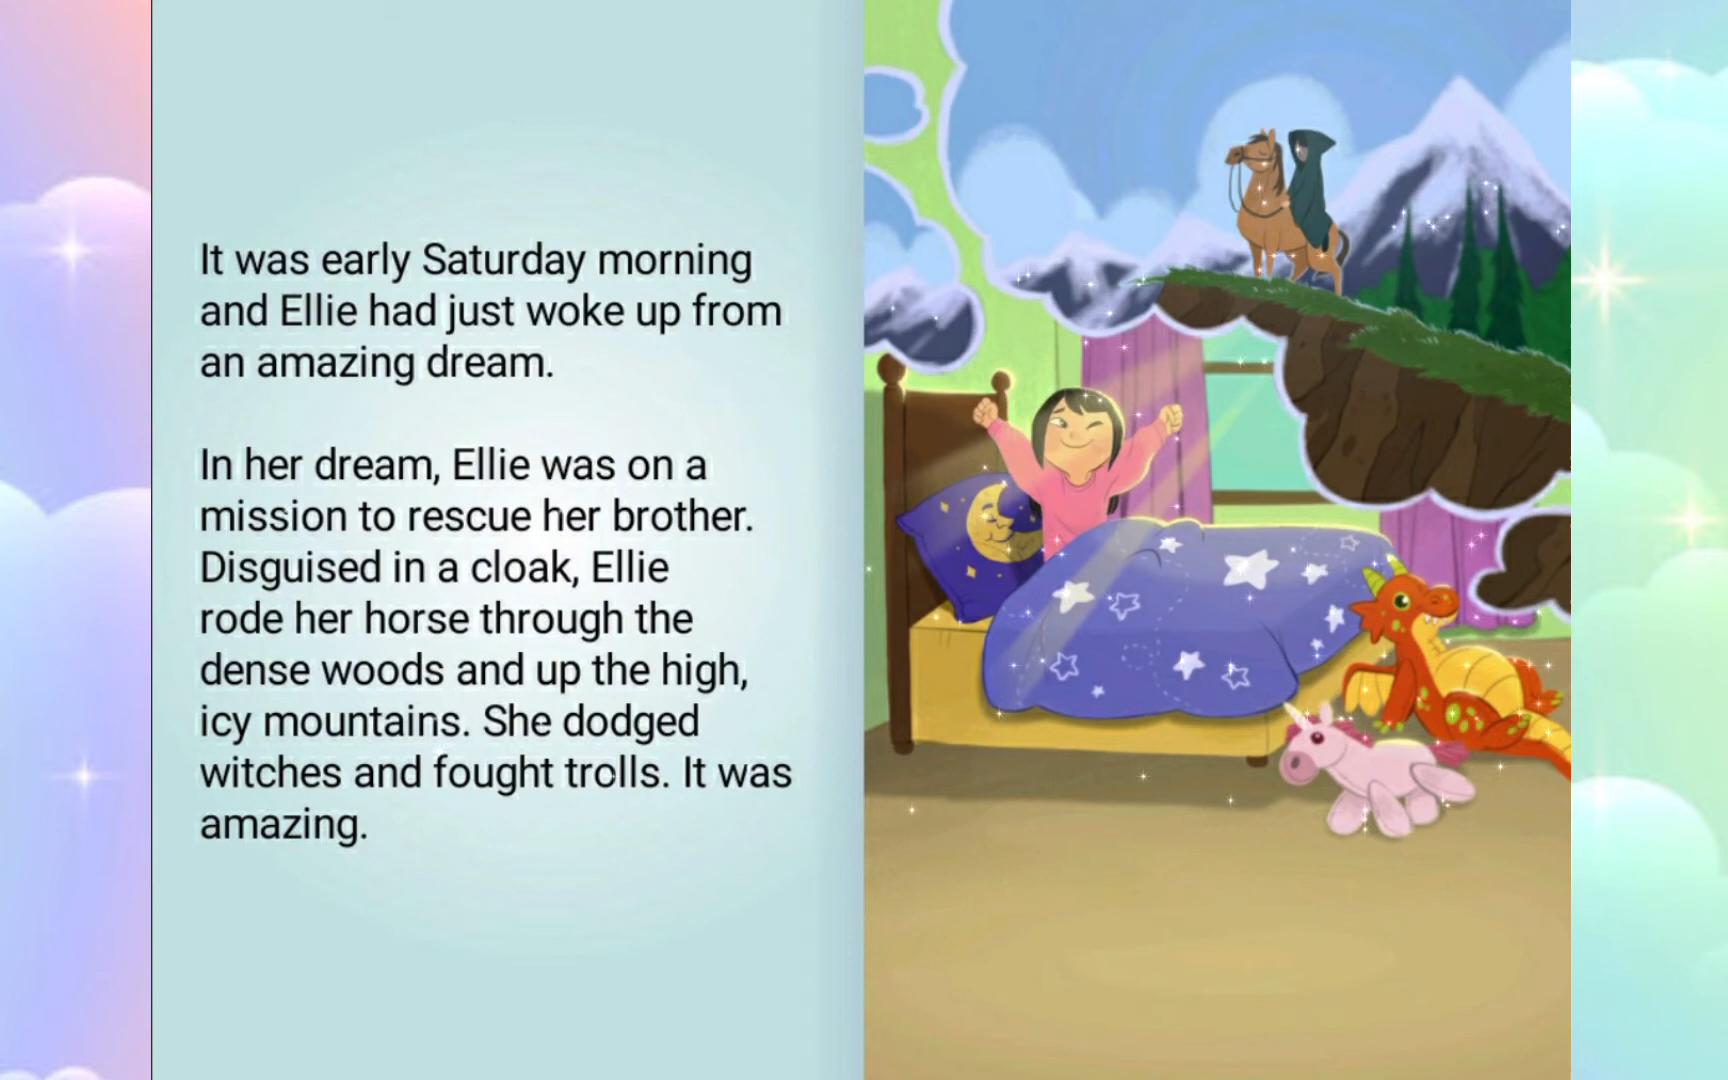 It was early Saturday morning
and Ellie had just woke up from
an amazing dream.
In her dream, Ellie was on a
mission to rescue her brother.
Disguised in a cloak, Ellie
rode her horse through the
dense woods and up the high,
icy mountains. She dodged
witches and fought trolls. It was
amazing.